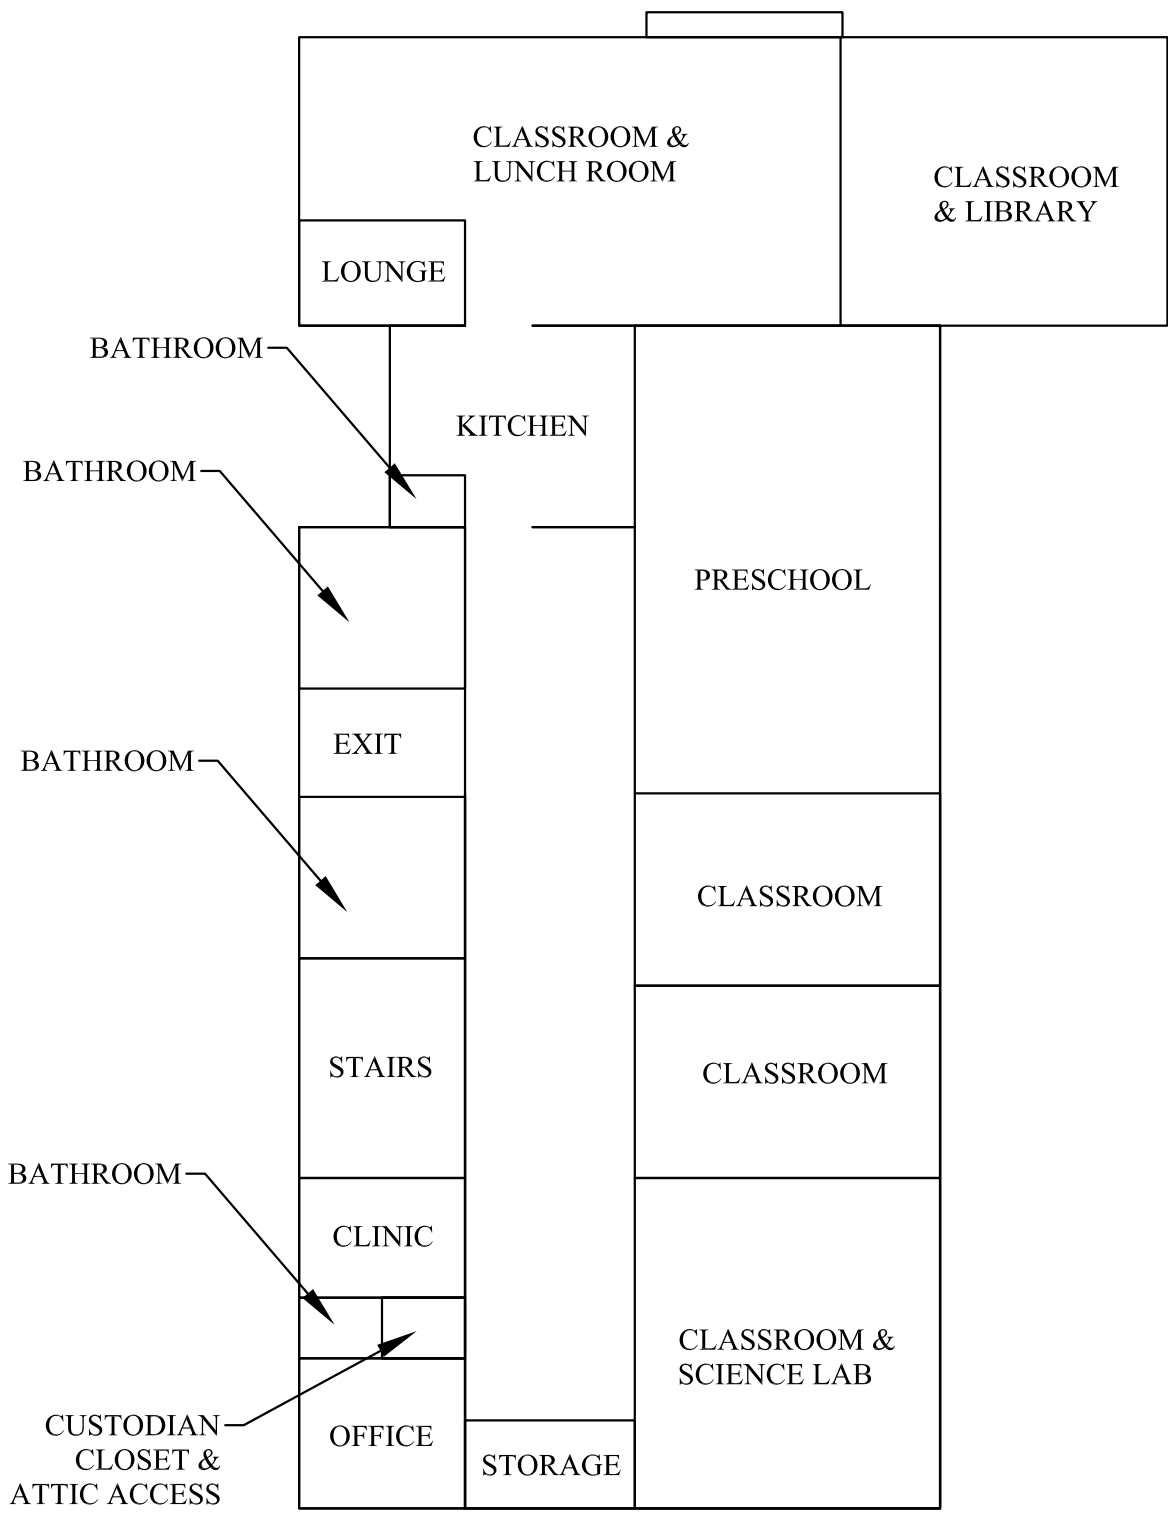 CLASSROOM &
LUNCH ROOM
CLASSROOM
& LIBRARY
LOUNGE
BATHROOM
KITCHEN
BATHROOM
PRESCHOOL
EXIT
BATHROOM
CLASSROOM
STAIRS
CLASSROOM
BATHROOM
CLINIC
CLASSROOM &
SCIENCE LAB
CUSTODIAN
CLOSET &
ATTIC ACCESS
OFFICE
STORAGE